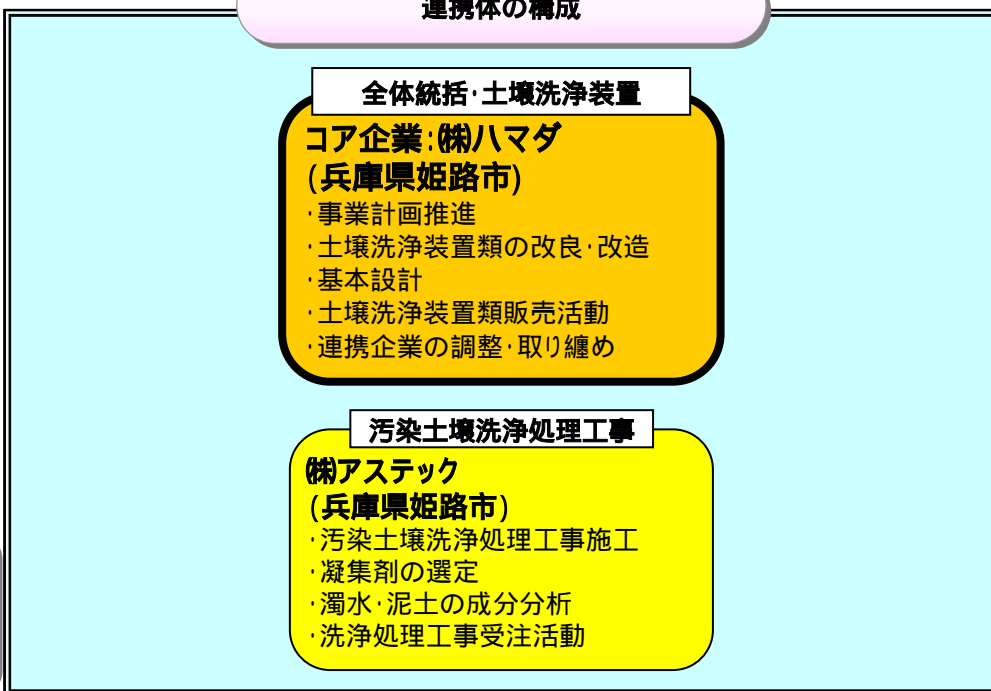 連携体の構成
全体統括･土壌洗浄装置
コア企業:㈱ハマダ
(兵庫県姫路市)
･事業計画推進
･土壌洗浄装置類の改良･改造
･基本設計
･土壌洗浄装置類販売活動
･連携企業の調整･取り纏め
汚染土壌洗浄処理工事
㈱アステック
(兵庫県姫路市)
･汚染土壌洗浄処理工事施工
･凝集剤の選定
･濁水･泥土の成分分析
･洗浄処理工事受注活動